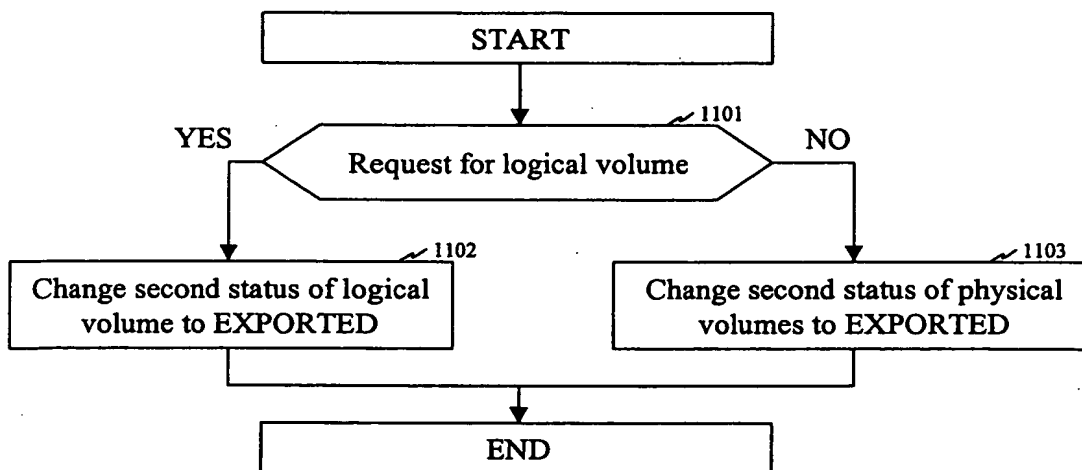 START
1101
YES
NO
Request for logical volume
1102
1103
Change second status of logical
volume to EXPORTED
Change second status of physical
volumes to EXPORTED
END